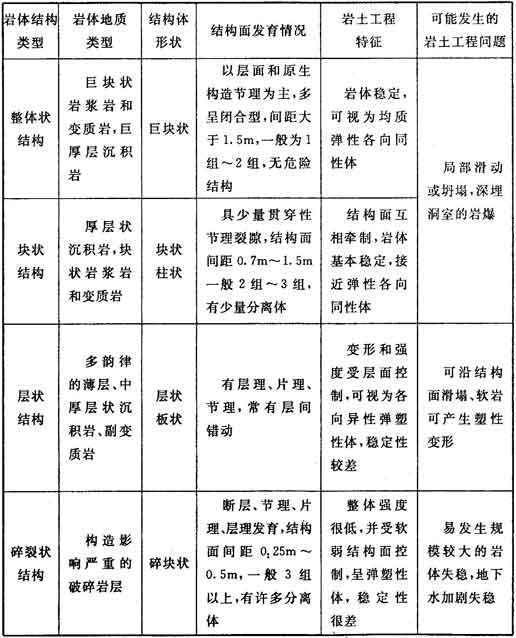 岩体结构
类型
岩体地质
类型
结构体
形状
结构面发育情况
岩土工程
特征
可能发生的
岩土工程问题
整体状
结构
巨块状
岩浆岩和
变质岩,巨
厚层沉积
岩
巨块状
以层面和原生
构造节理为主,多
呈闭合型,间距大
于1.5m,一般为1
组～2组,无危险
结构
岩体稳定,
可视为均质
弹性各向同
性体
局部滑动
或坍塌,深埋
洞室的岩爆
块状
结构
厚层状
沉积岩,块
状岩浆岩
和变质岩
块状
柱状
具少量贯穿性
节理裂隙,结构面
间距0.7m～1.5m
一般2组～3组,
有少量分离体
结构面互
相牵制,岩体
基本稳定,接
近弹性各向
同性体
层状
结构
多韵律
的薄层、中
厚层状沉
积岩、副变
质岩
层状
板状
有层理、片理、
节理,常有层间
错动
变形和强
度受层面控
制,可视为各
向异性弹塑
性体,稳定性
较差
可沿结构
面滑塌、软岩
可产生塑性
变形
碎裂状
结构
构造影
响严重的
破碎岩层
碎块状
断层、节理、片
理、层理发育,结构
面间距0.25m～
0.5m,一般3组
以上,有许多分离
体
整体强度
很低,并受软
弱结构面控
制,呈弹塑性
体,稳定性
很差
易发生规
模较大的岩
体失稳,地下
水加剧失稳